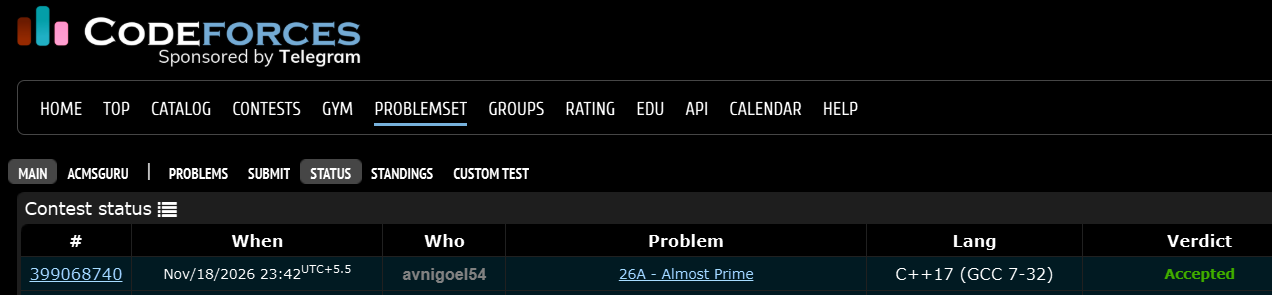 CODEFORCES
Sponsored by Telegram
HOME TOP CATALOG CONTESTS GYM PROBLEMSET GROUPS RATING EDU API CALENDAR HELP
MAIN ACMSGURU | PROBLEMS SUBMIT STATUS STANDINGS CUSTOM TEST
Contest status
# When Who Problem Lang Verdict
399068740 Nov/18/2026 23:42UTC+5.5 avnigoel54 26A - Almost Prime C++17 (GCC 7-32) Accepted